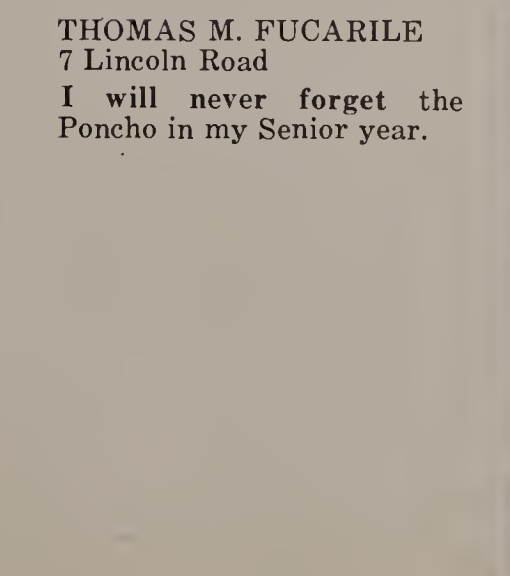 THOMAS M. FUCARILE
7 Lincoln Road
I will never forget the
Poncho in my Senior year.